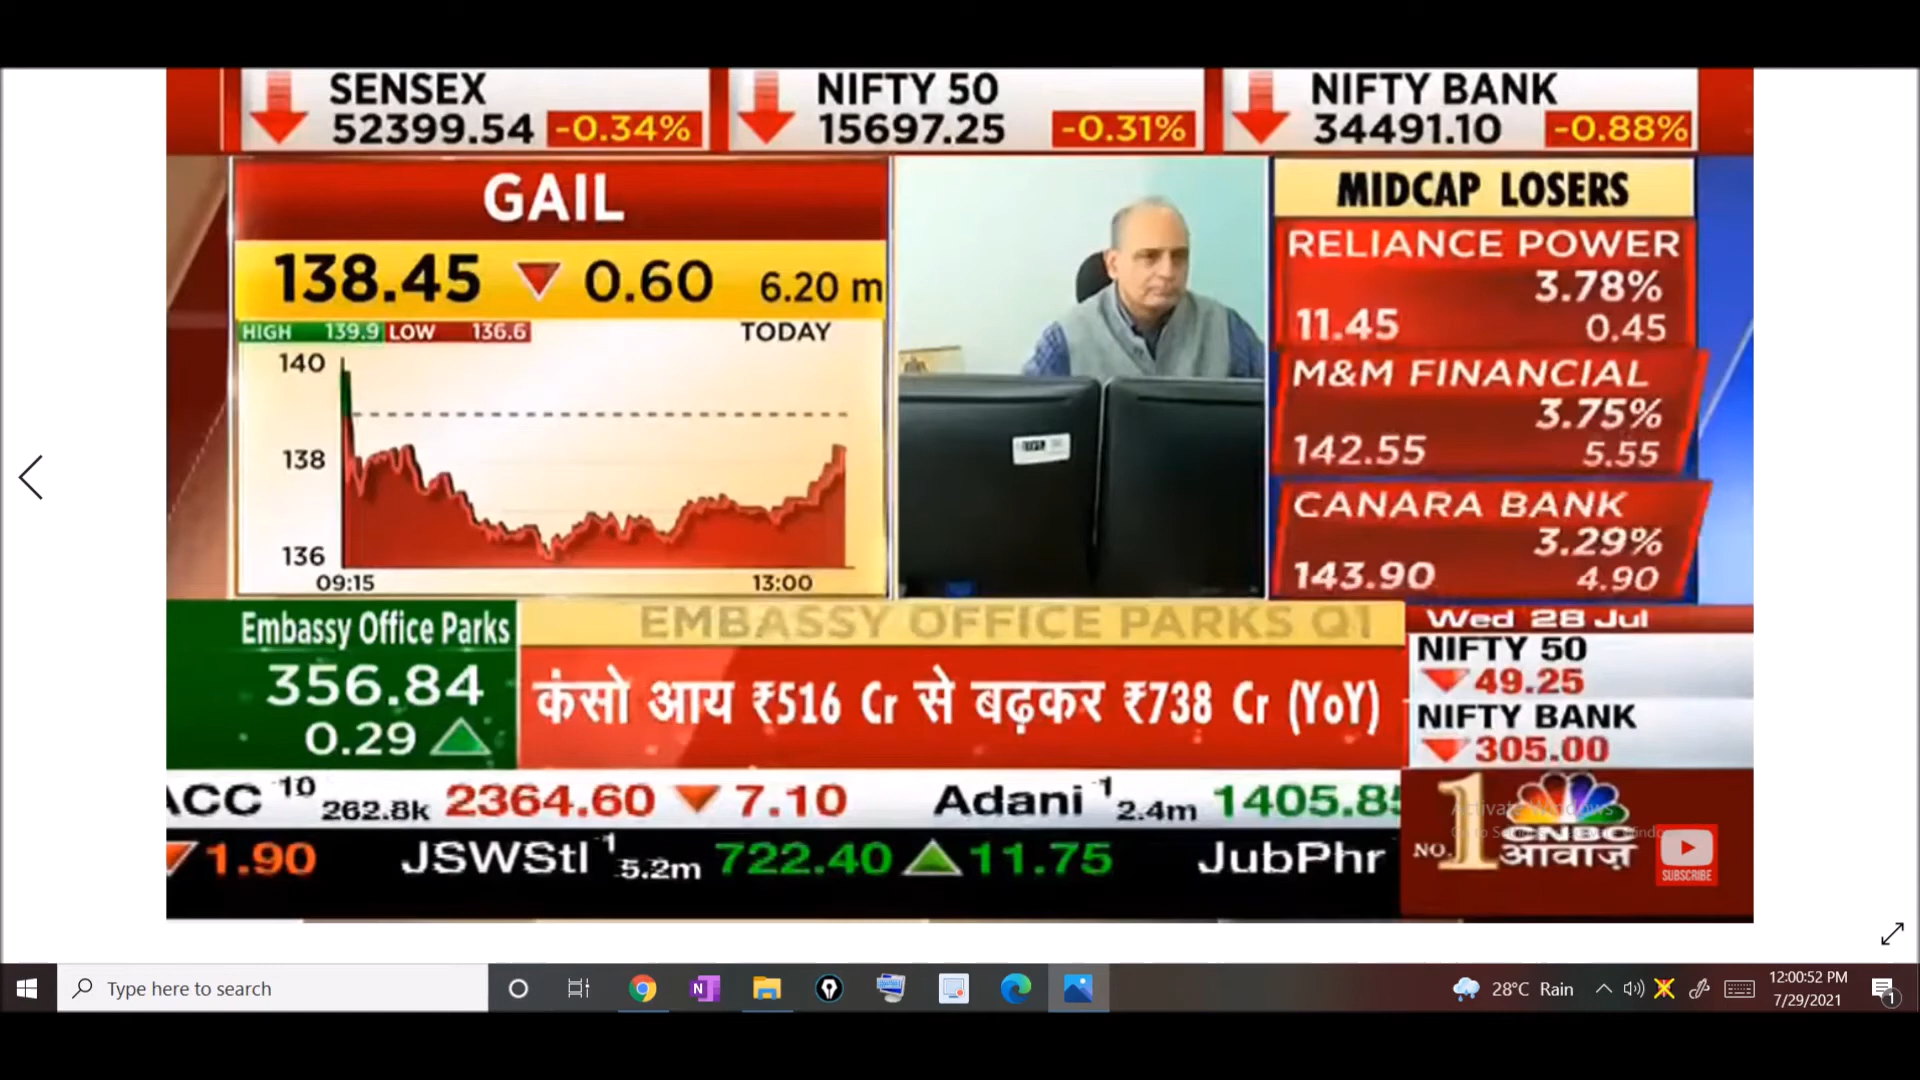 SENSEX
52399.54 -0.34%
NIFTY 50
15697.25 -0.31%
NIFTY BANK
34491.10 -0.88%
GAIL
138.45 0.60 6.20 m
HIGH 139.9 LOW 136.6 TODAY
140
138
136
09:15 13:00
MIDCAP LOSERS
RELIANCE POWER
3.78%
11.45 0.45
M&M FINANCIAL
3.75%
142.55 5.55
CANARA BANK
3.29%
143.90 4.90
Embassy Office Parks
356.84
0.29
EMBASSY OFFICE PARKS Q1
कंसो आय ₹516 Cr से बढ़कर ₹738 Cr (YoY)
Wed 28 Jul
NIFTY 50
49.25
NIFTY BANK
305.00
ACC 10 262.8k 2364.60 7.10 Adani 1 2.4m 1405.85
1.90 JSWStl 1 5.2m 722.40 11.75 JubPhr
NO. 1
CNBC
आवाज़
SUBSCRIBE
Type here to search
28°C Rain
12:00:52 PM
7/29/2021
1